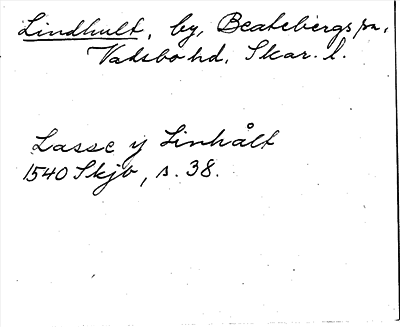 Lindhult, by, Beatebergs sn,
Vadsbo hd, Skar. l.
Lasse y Linhålt
1540 Skjb, s. 38.